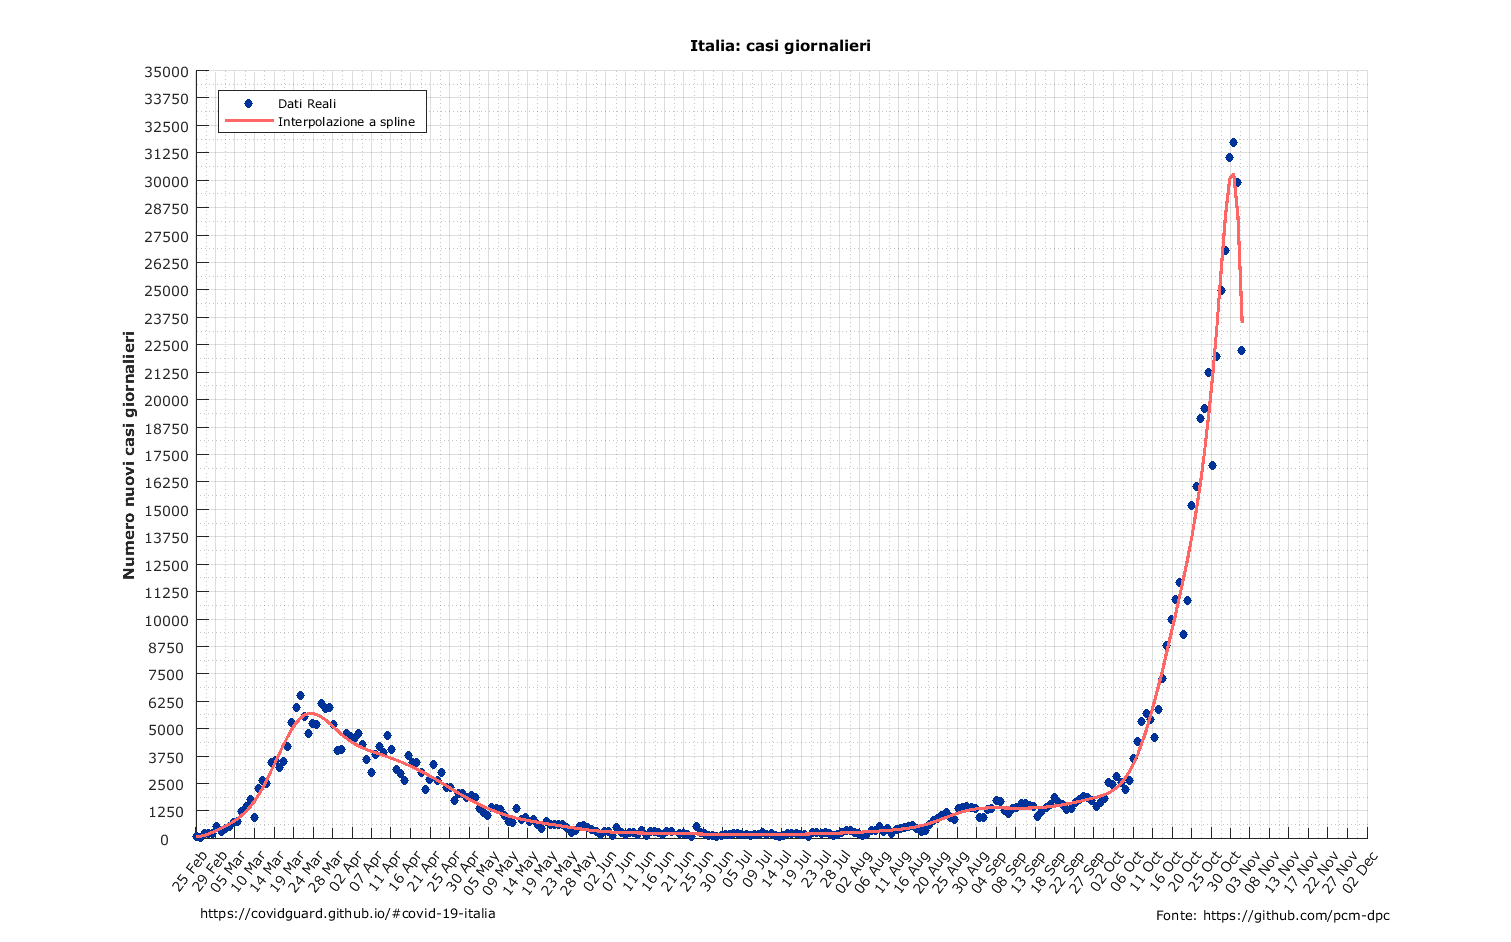 Italia: casi giornalieri
Dati Reali
Interpolazione a spline
Numero nuovi casi giornalieri
35000
33750
32500
31250
30000
28750
27500
26250
25000
23750
22500
21250
20000
18750
17500
16250
15000
13750
12500
11250
10000
8750
7500
6250
5000
3750
2500
1250
0
25 Feb
29 Feb
05 Mar
10 Mar
14 Mar
19 Mar
24 Mar
28 Mar
02 Apr
07 Apr
11 Apr
16 Apr
21 Apr
25 Apr
30 Apr
05 May
09 May
14 May
19 May
23 May
28 May
02 Jun
07 Jun
11 Jun
16 Jun
21 Jun
25 Jun
30 Jun
05 Jul
09 Jul
14 Jul
19 Jul
23 Jul
28 Jul
02 Aug
06 Aug
11 Aug
16 Aug
20 Aug
25 Aug
30 Aug
04 Sep
08 Sep
13 Sep
18 Sep
22 Sep
27 Sep
02 Oct
06 Oct
11 Oct
16 Oct
20 Oct
25 Oct
30 Oct
03 Nov
08 Nov
13 Nov
17 Nov
22 Nov
27 Nov
02 Dec
https://covidguard.github.io/#covid-19-italia
Fonte: https://github.com/pcm-dpc